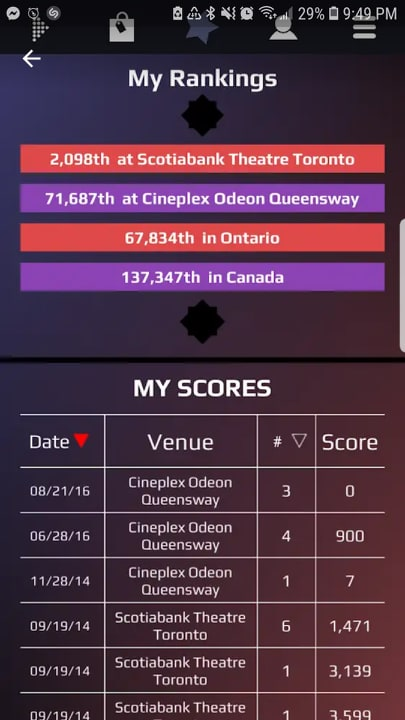 29% 9:49 PM
My Rankings
2,098th at Scotiabank Theatre Toronto
71,687th at Cineplex Odeon Queensway
67,834th in Ontario
137,347th in Canada
MY SCORES
Date Venue # Score
08/21/16 Cineplex Odeon Queensway 3 0
06/28/16 Cineplex Odeon Queensway 4 900
11/28/14 Cineplex Odeon Queensway 1 7
09/19/14 Scotiabank Theatre Toronto 6 1,471
09/19/14 Scotiabank Theatre Toronto 1 3,139
09/19/14 Scotiabank Theatre Toronto 1 3,599